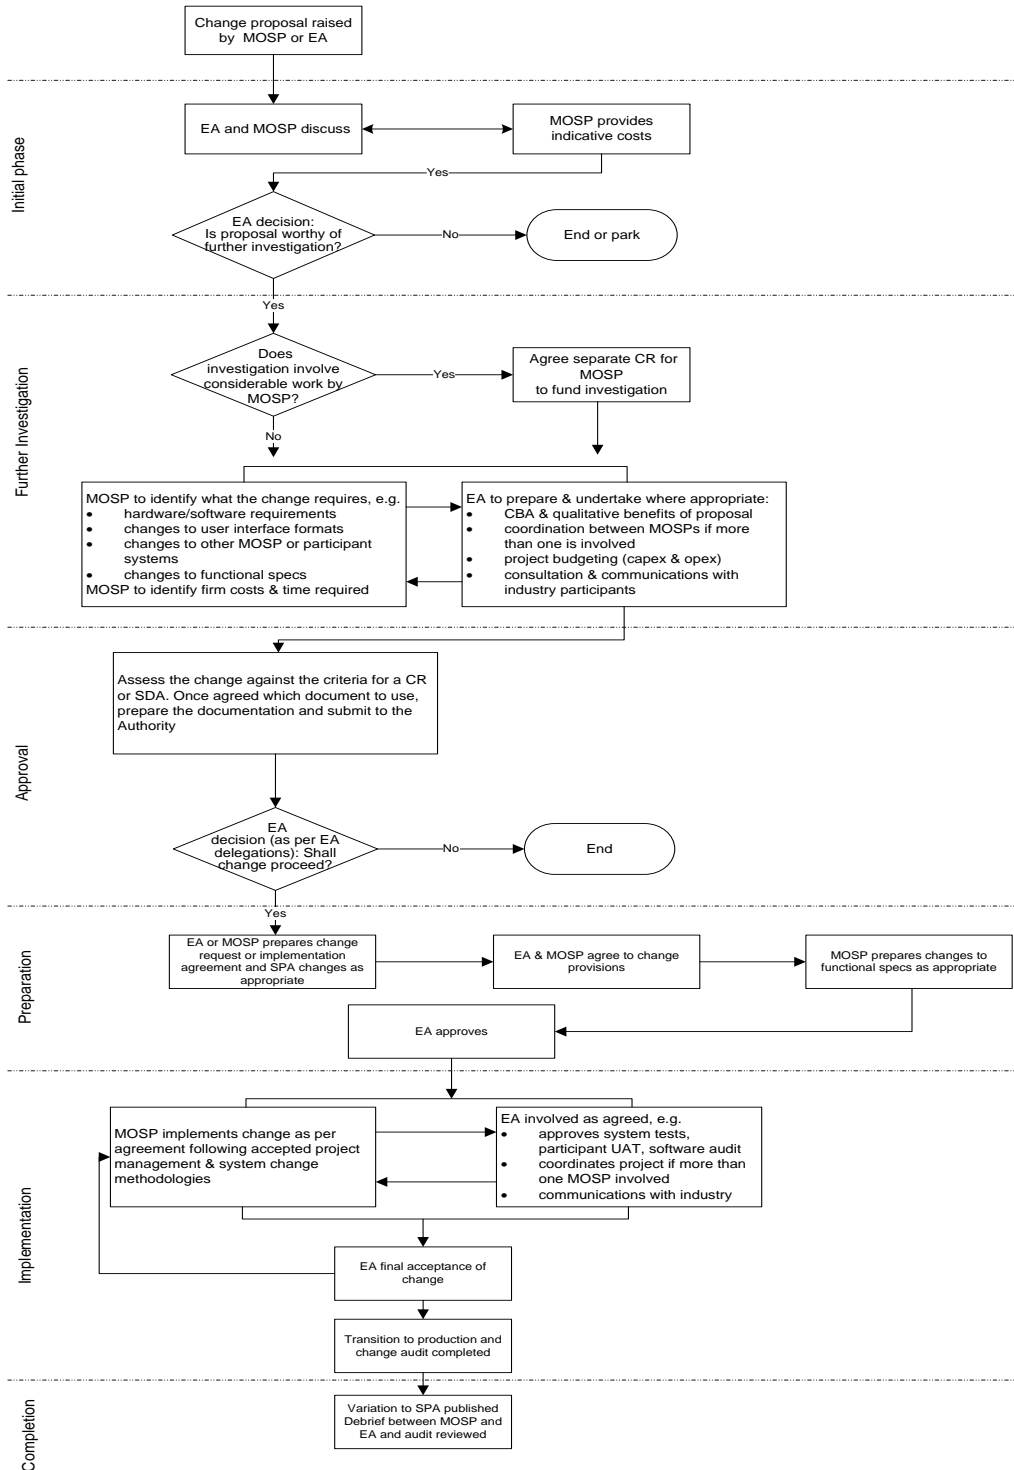 Change proposal raised
by MOSP or EA
Initial phase
EA and MOSP discuss
MOSP provides
indicative costs
Yes
EA decision:
Is proposal worthy of
further investigation?
No
End or park
Yes
Further Investigation
Does
investigation involve
considerable work by
MOSP?
Yes
Agree separate CR for
MOSP
to fund investigation
No
MOSP to identify what the change requires, e.g.
• hardware/software requirements
• changes to user interface formats
• changes to other MOSP or participant
systems
• changes to functional specs
MOSP to identify firm costs & time required
EA to prepare & undertake where appropriate:
• CBA & qualitative benefits of proposal
• coordination between MOSPs if more
than one is involved
• project budgeting (capex & opex)
• consultation & communications with
industry participants
Approval
Assess the change against the criteria for a CR
or SDA. Once agreed which document to use,
prepare the documentation and submit to the
Authority
EA
decision (as per EA
delegations): Shall
change proceed?
No
End
Yes
Preparation
EA or MOSP prepares change
request or implementation
agreement and SPA changes as
appropriate
EA & MOSP agree to change
provisions
MOSP prepares changes to
functional specs as appropriate
EA approves
Implementation
MOSP implements change as per
agreement following accepted project
management & system change
methodologies
EA involved as agreed, e.g.
• approves system tests,
participant UAT, software audit
• coordinates project if more than
one MOSP involved
• communications with industry
EA final acceptance of
change
Transition to production and
change audit completed
Completion
Variation to SPA published
Debrief between MOSP and
EA and audit reviewed